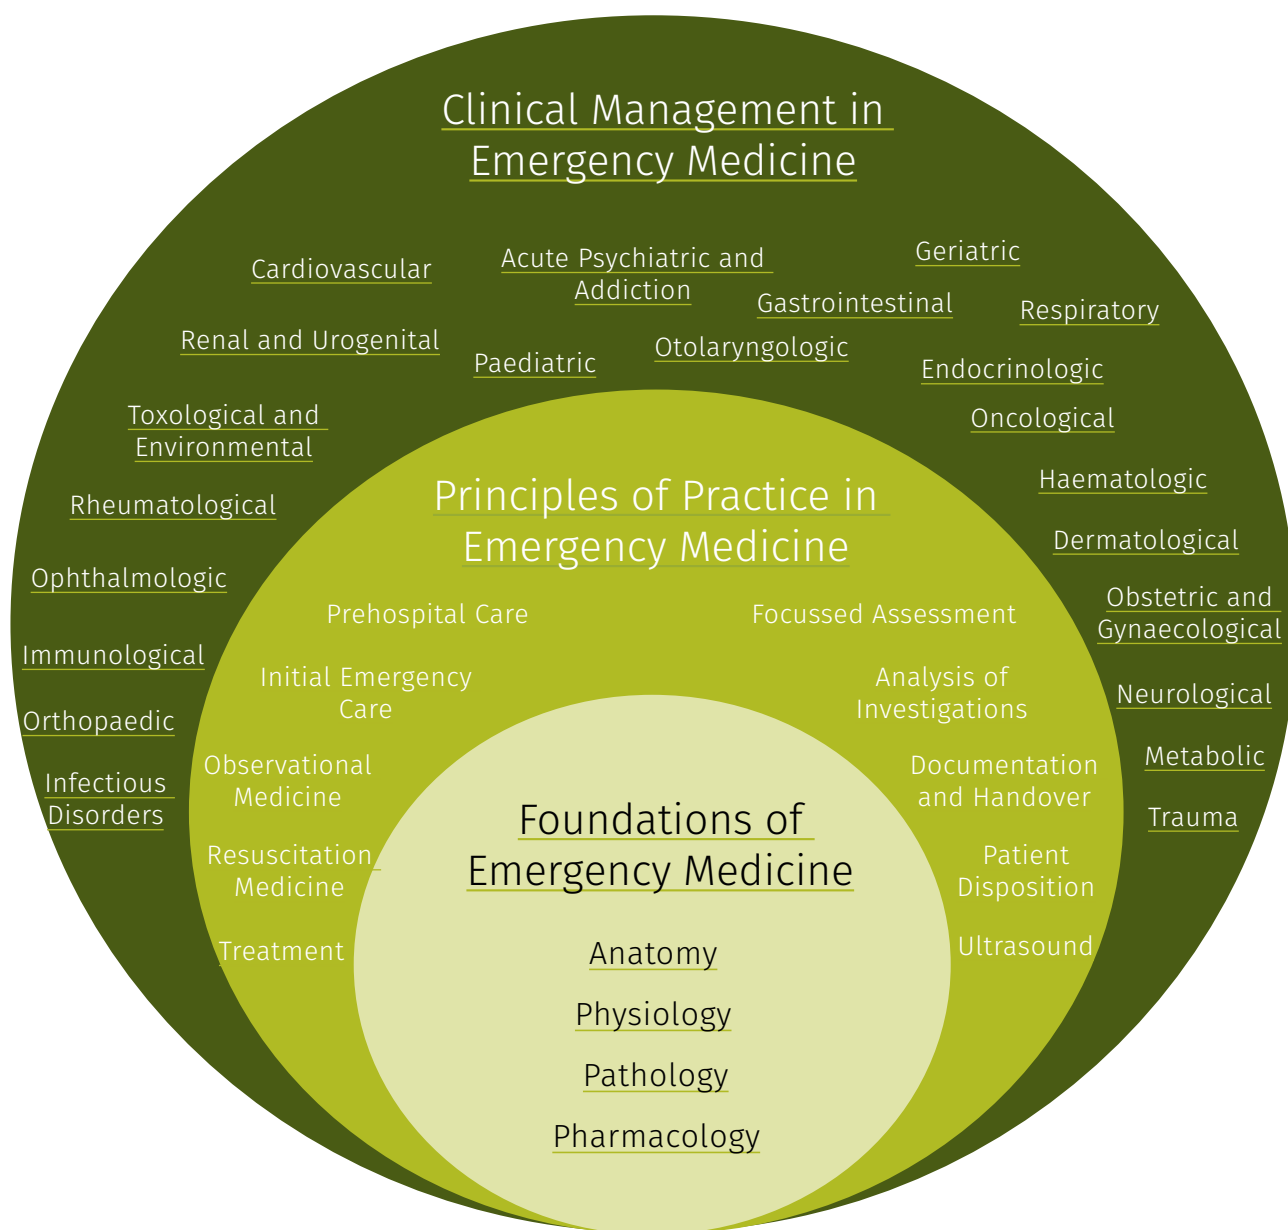 Clinical Management in
Emergency Medicine
Cardiovascular
Acute Psychiatric and
Addiction
Geriatric
Gastrointestinal
Respiratory
Renal and Urogenital
Paediatric
Otolaryngologic
Endocrinologic
Toxological and
Environmental
Oncological
Rheumatological
Haematologic
Dermatological
Ophthalmologic
Obstetric and
Gynaecological
Immunological
Neurological
Orthopaedic
Metabolic
Infectious
Disorders
Trauma
Principles of Practice in
Emergency Medicine
Prehospital Care
Focussed Assessment
Initial Emergency
Care
Analysis of
Investigations
Observational
Medicine
Documentation
and Handover
Resuscitation
Medicine
Patient
Disposition
Treatment
Ultrasound
Foundations of
Emergency Medicine
Anatomy
Physiology
Pathology
Pharmacology